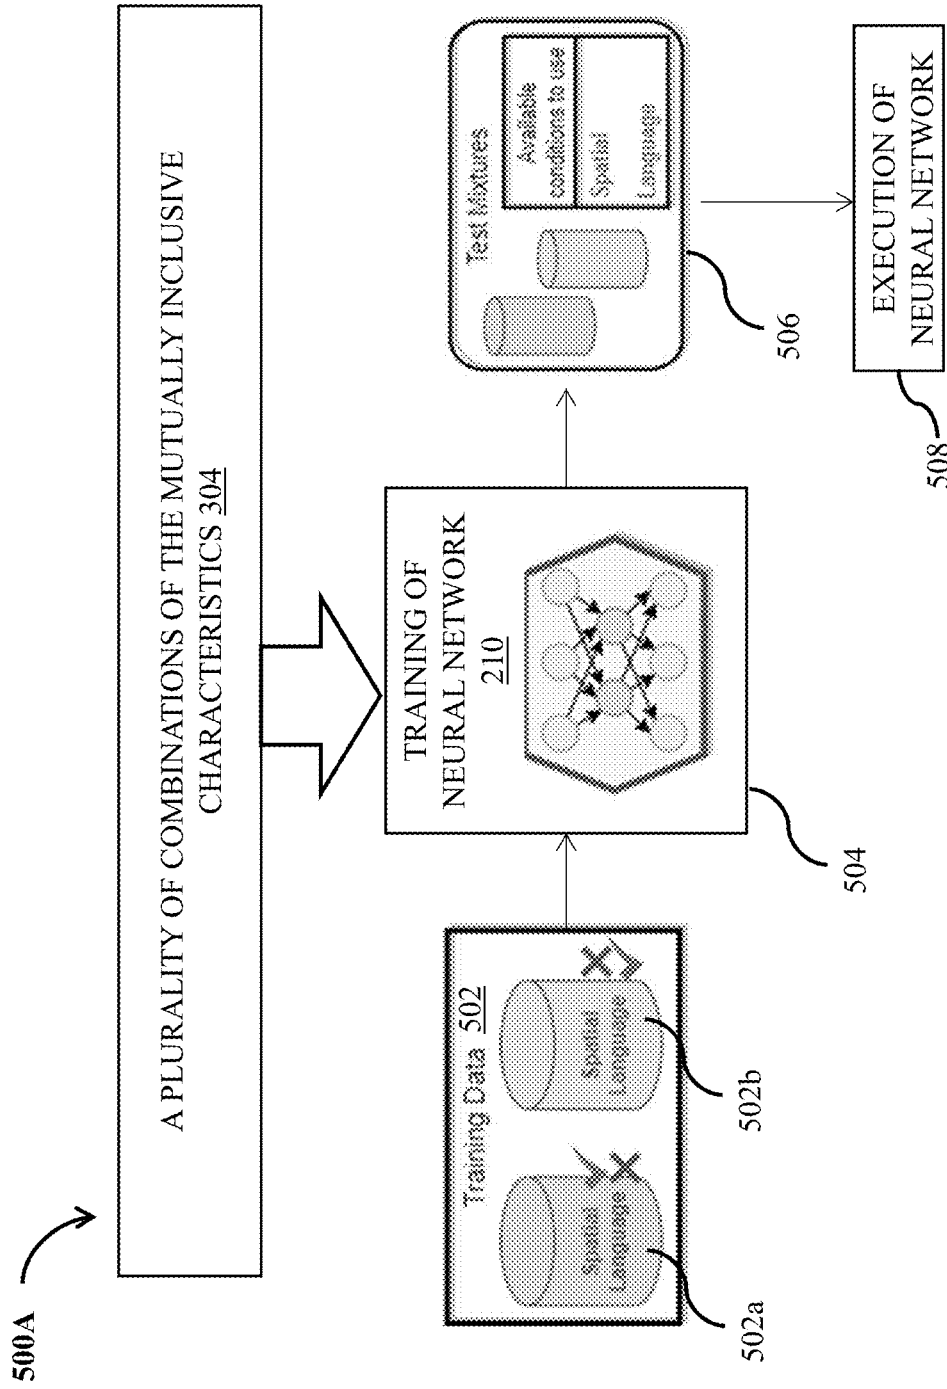 500A
A PLURALITY OF COMBINATIONS OF THE MUTUALLY INCLUSIVE
CHARACTERISTICS 304
Training Data 502
Spatial
Language
Spatial
Language
502a
502b
TRAINING OF
NEURAL NETWORK
210
504
Test Mixtures
Available
conditions to use
Spatial
Language
506
EXECUTION OF
NEURAL NETWORK
508